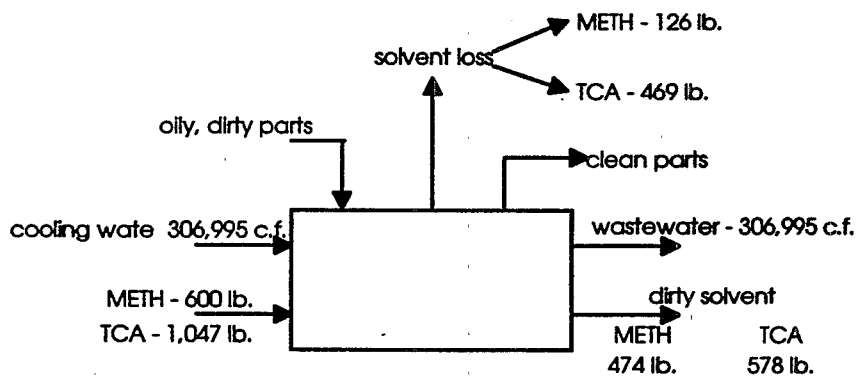 METH - 126 lb.
solvent loss
TCA - 469 lb.
oily, dirty parts
clean parts
cooling wate 306,995 c.f.
wastewater - 306,995 c.f.
METH - 600 lb.
dirty solvent
TCA - 1,047 lb.
METH TCA
474 lb. 578 lb.